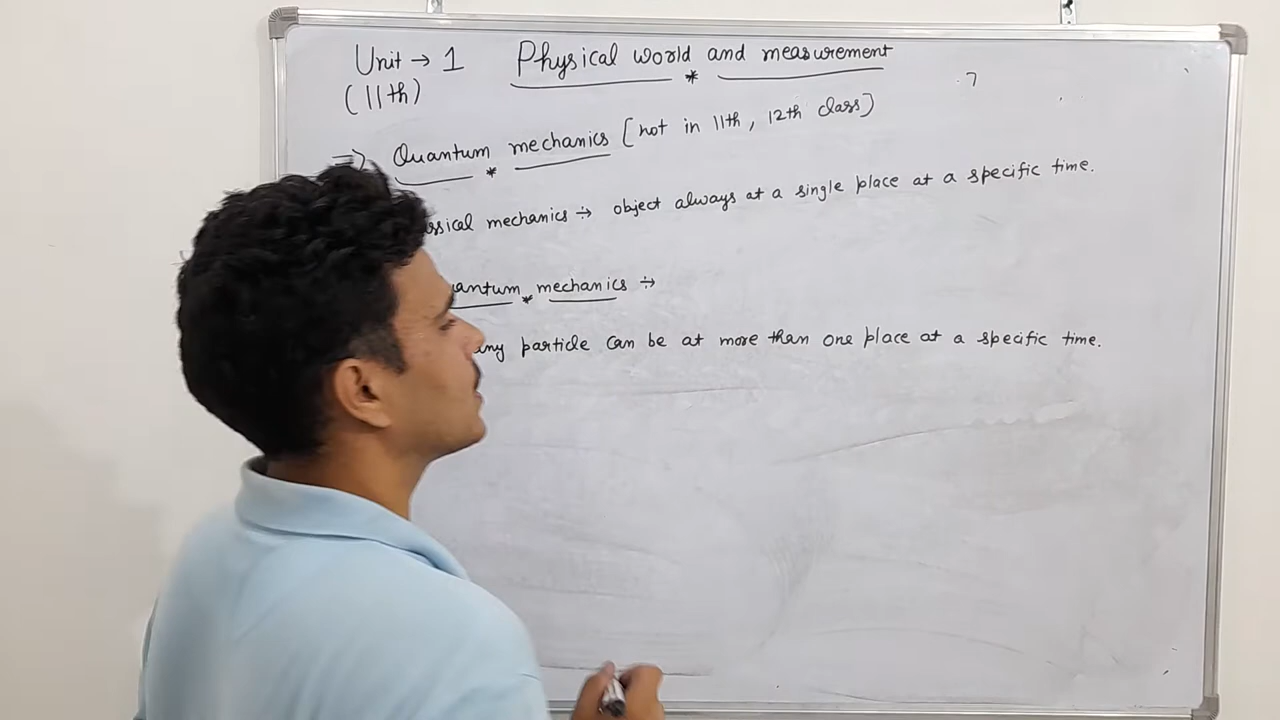 Unit → 1 Physical world and measurement
(11th) 7
⇒ Quantum mechanics [not in 11th, 12th class)
ssical mechanics ÷ object always at a single place at a specific time.
antum mechanics ÷
any particle can be at more than one place at a specific time.